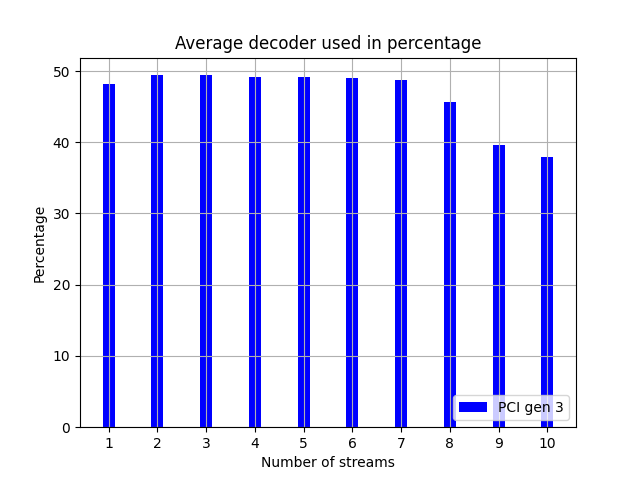 Average decoder used in percentage
50
40
30
20
10
0
Percentage
PCI gen 3
1 2 3 4 5 6 7 8 9 10
Number of streams